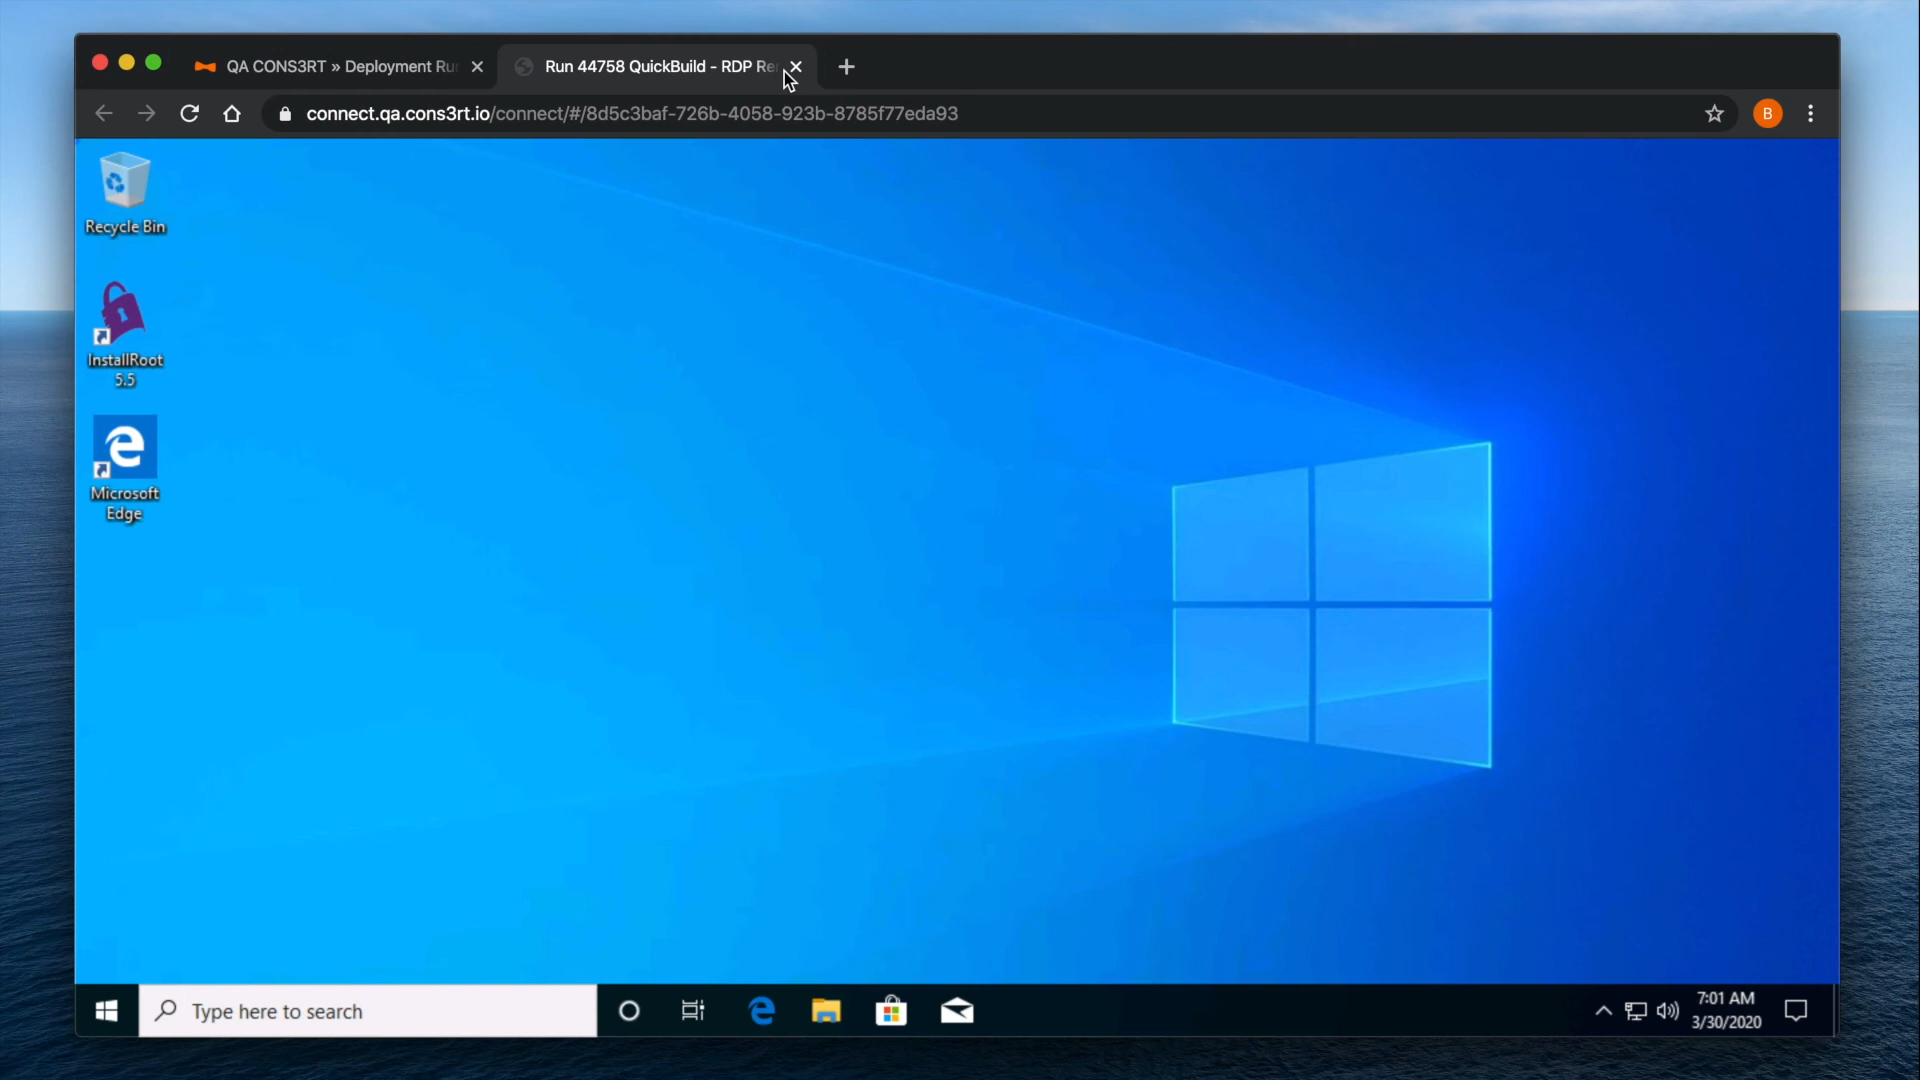 QA CONS3RT » Deployment Ru
Run 44758 QuickBuild - RDP Re
connect.qa.cons3rt.io/connect/#/8d5c3baf-726b-4058-923b-8785f77eda93
B
Recycle Bin
InstallRoot
5.5
Microsoft
Edge
Type here to search
7:01 AM
3/30/2020